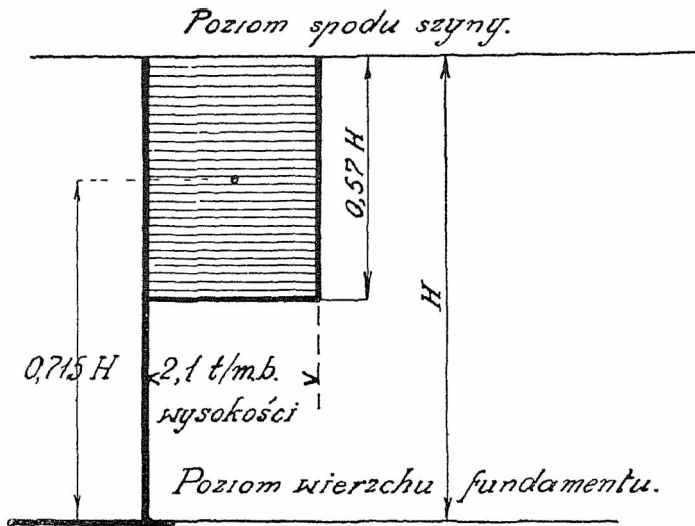 Poziom spodu szyny.
0,57 H
H
0,715 H
2,1 t/m.b.
wysokości
Poziom wierzchu fundamentu.